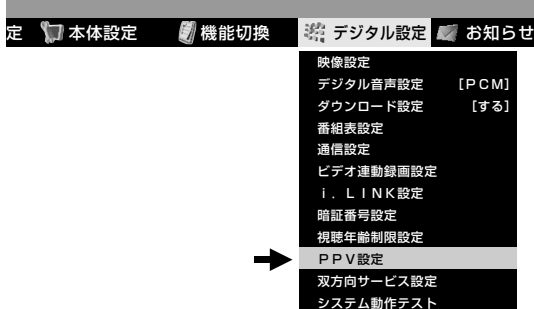 定 本体設定 機能切換 デジタル設定 お知らせ
映像設定
デジタル音声設定 [PCM]
ダウンロード設定 [する]
番組表設定
通信設定
ビデオ連動録画設定
i．LINK設定
暗証番号設定
視聴年齢制限設定
PPV設定
双方向サービス設定
システム動作テスト